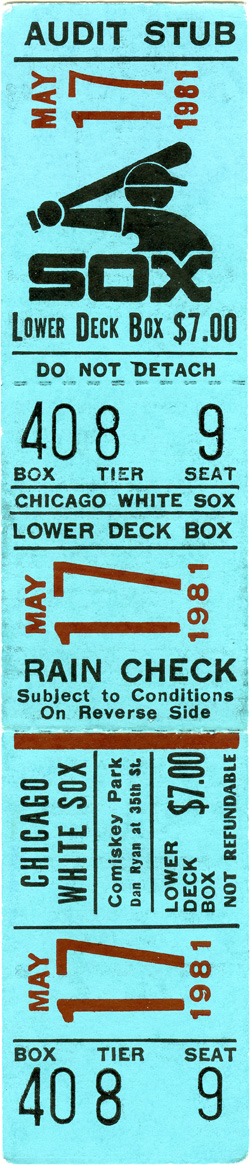 AUDIT STUB
MAY 17 1981
SOX
LOWER DECK BOX $7.00
DO NOT DETACH
40 8 9
BOX TIER SEAT
CHICAGO WHITE SOX
LOWER DECK BOX
MAY 17 1981
RAIN CHECK
Subject to Conditions
On Reverse Side
CHICAGO
WHITE SOX
Comiskey Park
Dan Ryan at 35th St.
LOWER
DECK
BOX
$7.00
NOT REFUNDABLE
MAY 17 1981
BOX TIER SEAT
40 8 9